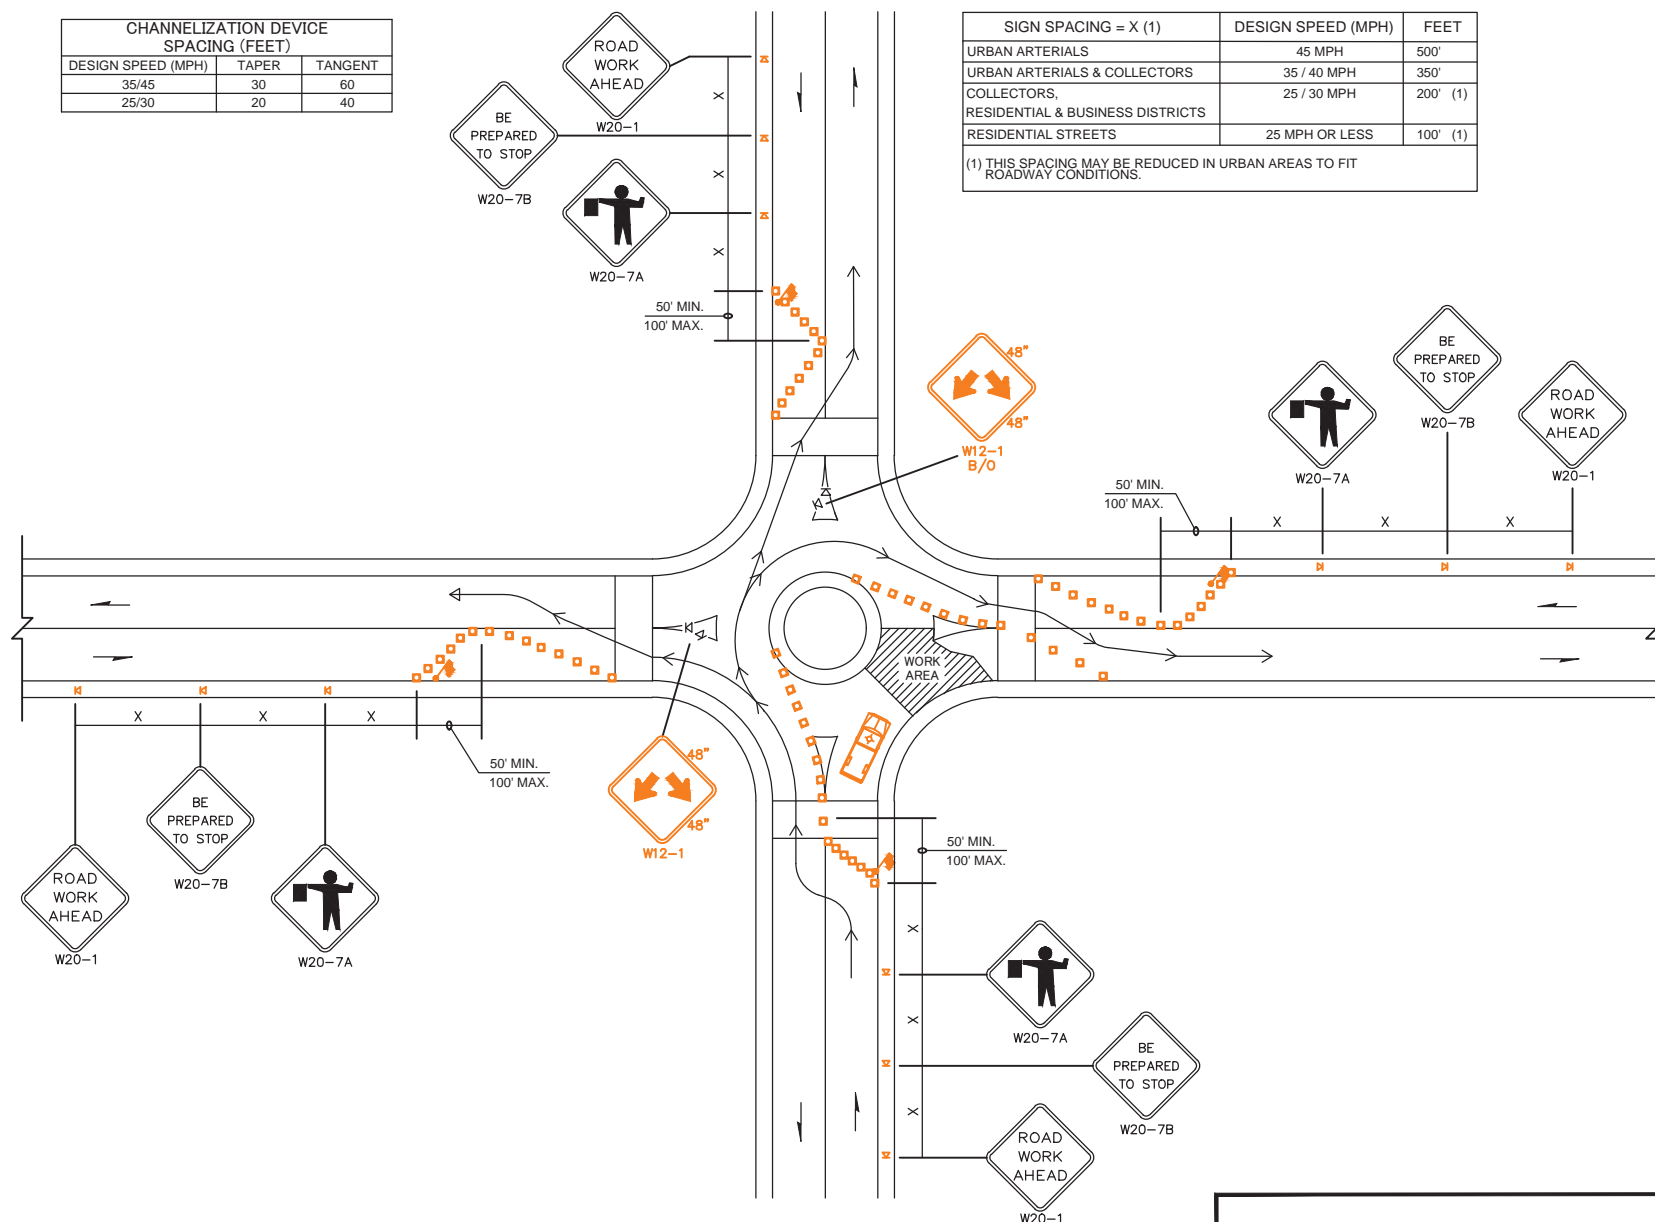 CHANNELIZATION DEVICE
SPACING (FEET)
DESIGN SPEED (MPH) TAPER TANGENT
35/45 30 60
25/30 20 40
SIGN SPACING = X (1) DESIGN SPEED (MPH) FEET
URBAN ARTERIALS 45 MPH 500'
URBAN ARTERIALS & COLLECTORS 35 / 40 MPH 350'
COLLECTORS, 25 / 30 MPH 200' (1)
RESIDENTIAL & BUSINESS DISTRICTS
RESIDENTIAL STREETS 25 MPH OR LESS 100' (1)
(1) THIS SPACING MAY BE REDUCED IN URBAN AREAS TO FIT
ROADWAY CONDITIONS.
ROAD
WORK
AHEAD
W20-1
X
BE
PREPARED
TO STOP
W20-7B
X
W20-7A
X
50' MIN.
100' MAX.
48"
48"
W12-1
B/O
50' MIN.
100' MAX.
X X X
W20-7A
BE
PREPARED
TO STOP
W20-7B
ROAD
WORK
AHEAD
W20-1
WORK
AREA
X X X
50' MIN.
100' MAX.
ROAD
WORK
AHEAD
W20-1
BE
PREPARED
TO STOP
W20-7B
W20-7A
48"
48"
W12-1
50' MIN.
100' MAX.
X
W20-7A
X
BE
PREPARED
TO STOP
W20-7B
X
ROAD
WORK
AHEAD
W20-1